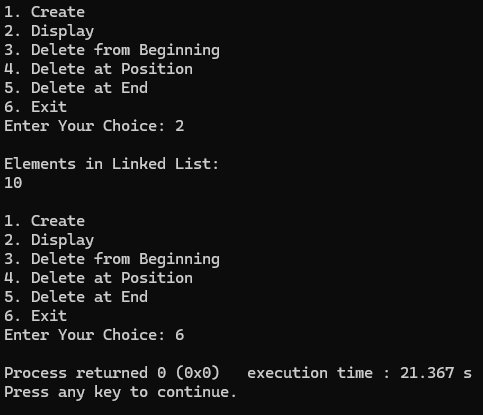 1. Create
2. Display
3. Delete from Beginning
4. Delete at Position
5. Delete at End
6. Exit
Enter Your Choice: 2
Elements in Linked List:
10
1. Create
2. Display
3. Delete from Beginning
4. Delete at Position
5. Delete at End
6. Exit
Enter Your Choice: 6
Process returned 0 (0x0)   execution time : 21.367 s
Press any key to continue.